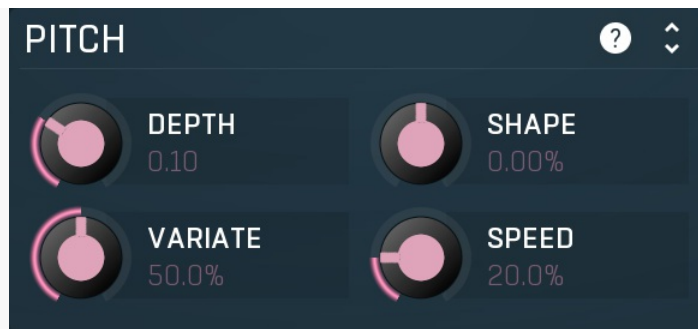 PITCH ?
DEPTH
0.10
SHAPE
0.00%
VARIATE
50.0%
SPEED
20.0%